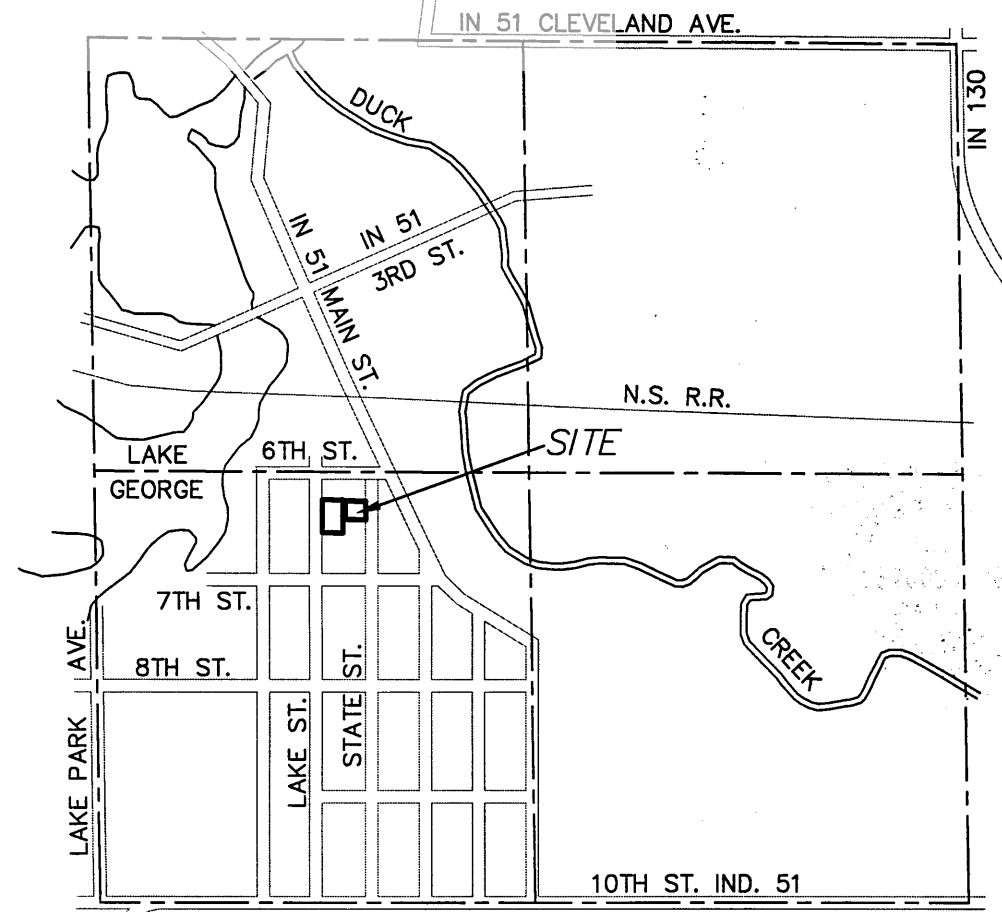 IN 51 CLEVELAND AVE.
IN 130
DUCK
IN 51
IN 51
3RD ST.
MAIN ST.
N.S. R.R.
SITE
LAKE
GEORGE
6TH ST.
7TH ST.
8TH ST.
CREEK
LAKE PARK AVE.
LAKE ST.
STATE ST.
10TH ST. IND. 51